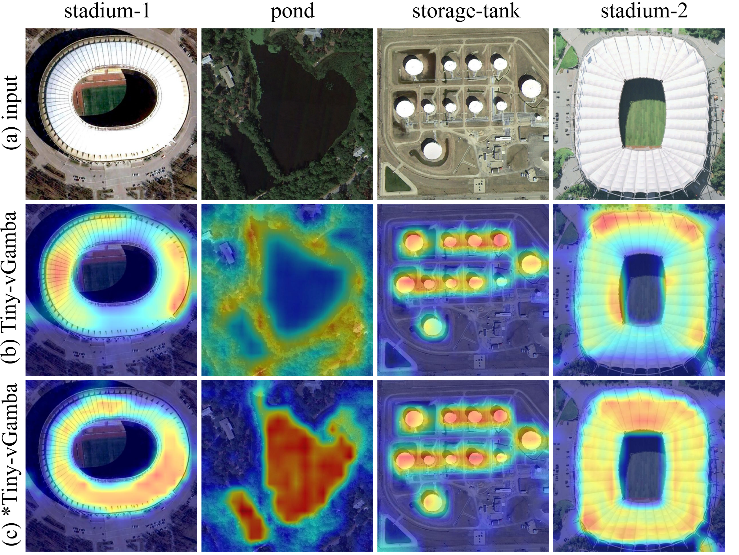 stadium-1 pond storage-tank stadium-2
(a) input
(b) Tiny-vGamba
(c) *Tiny-vGamba